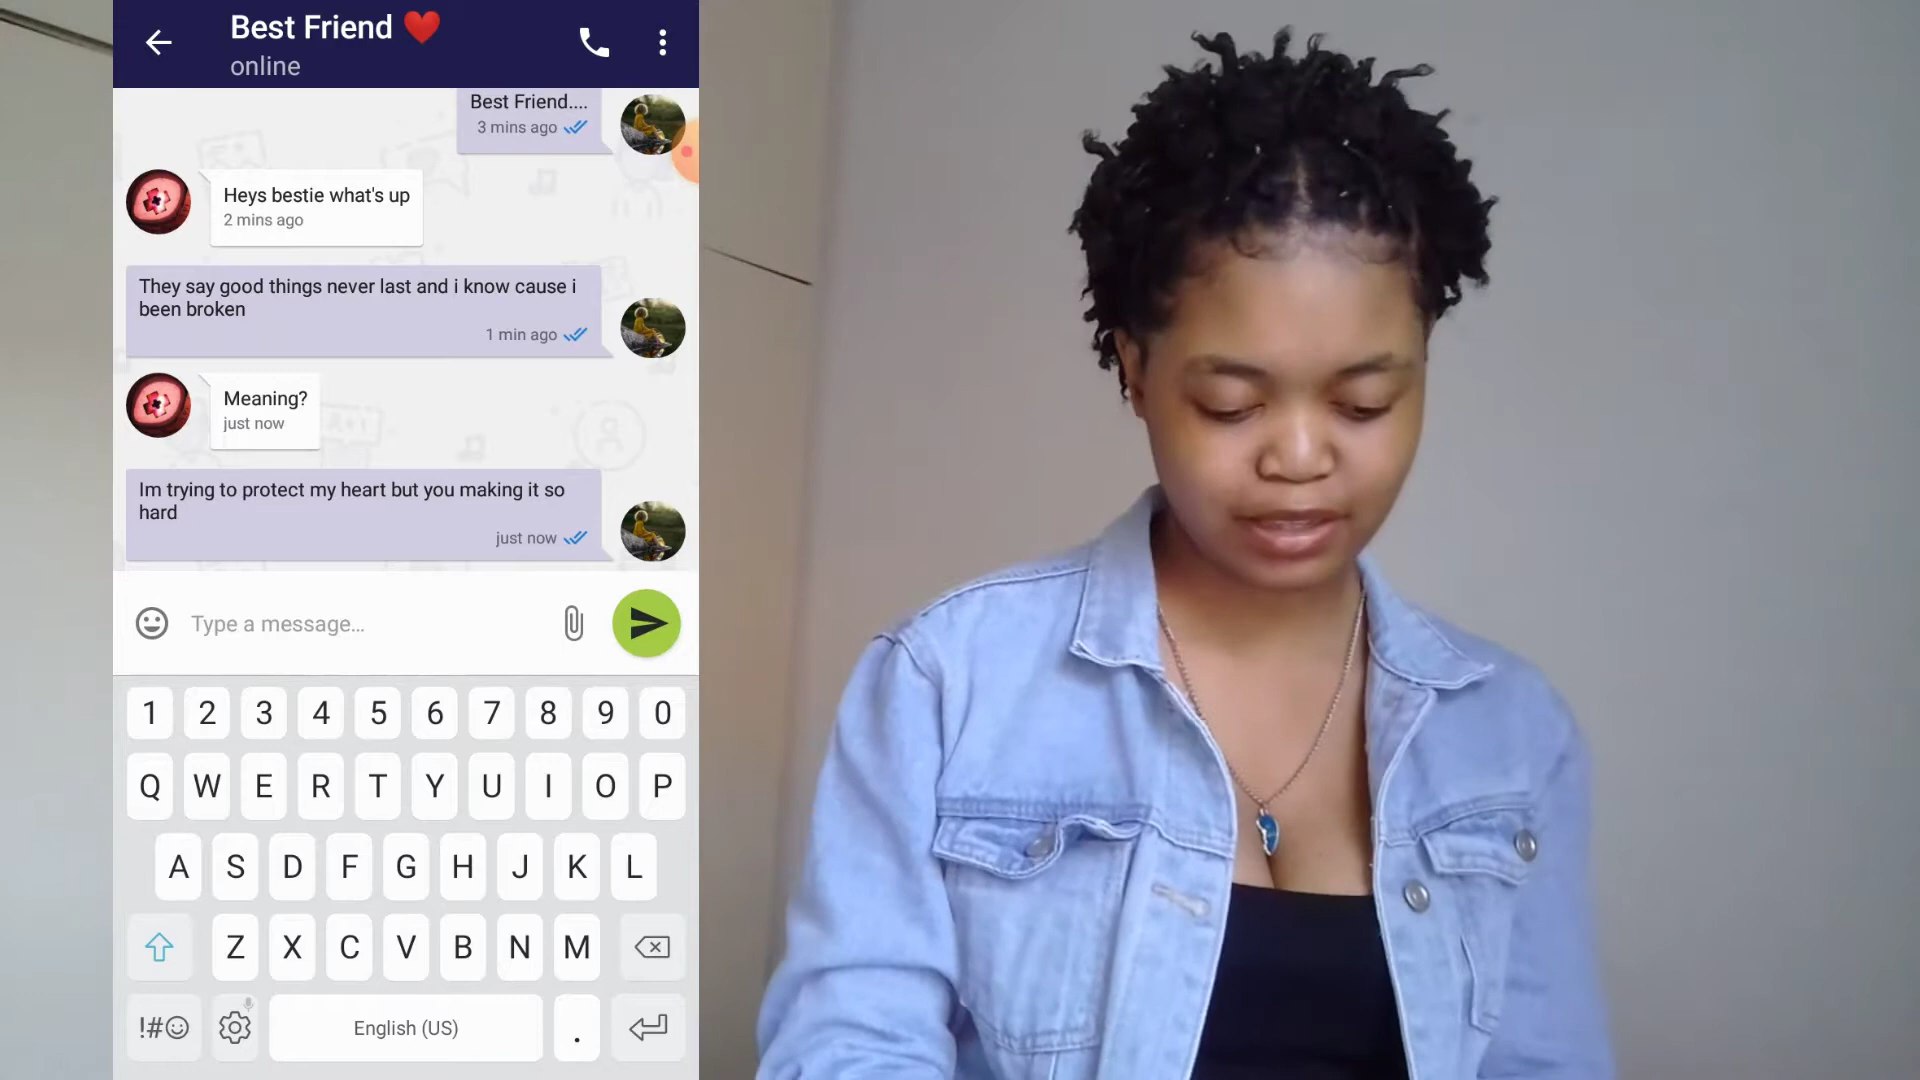 Best Friend ❤️
online
Best Friend....
3 mins ago
Heys bestie what's up
2 mins ago
They say good things never last and i know cause i
been broken
1 min ago
Meaning?
just now
Im trying to protect my heart but you making it so
hard
just now
Type a message...
1 2 3 4 5 6 7 8 9 0
Q W E R T Y U I O P
A S D F G H J K L
Z X C V B N M
!#☺ English (US) .